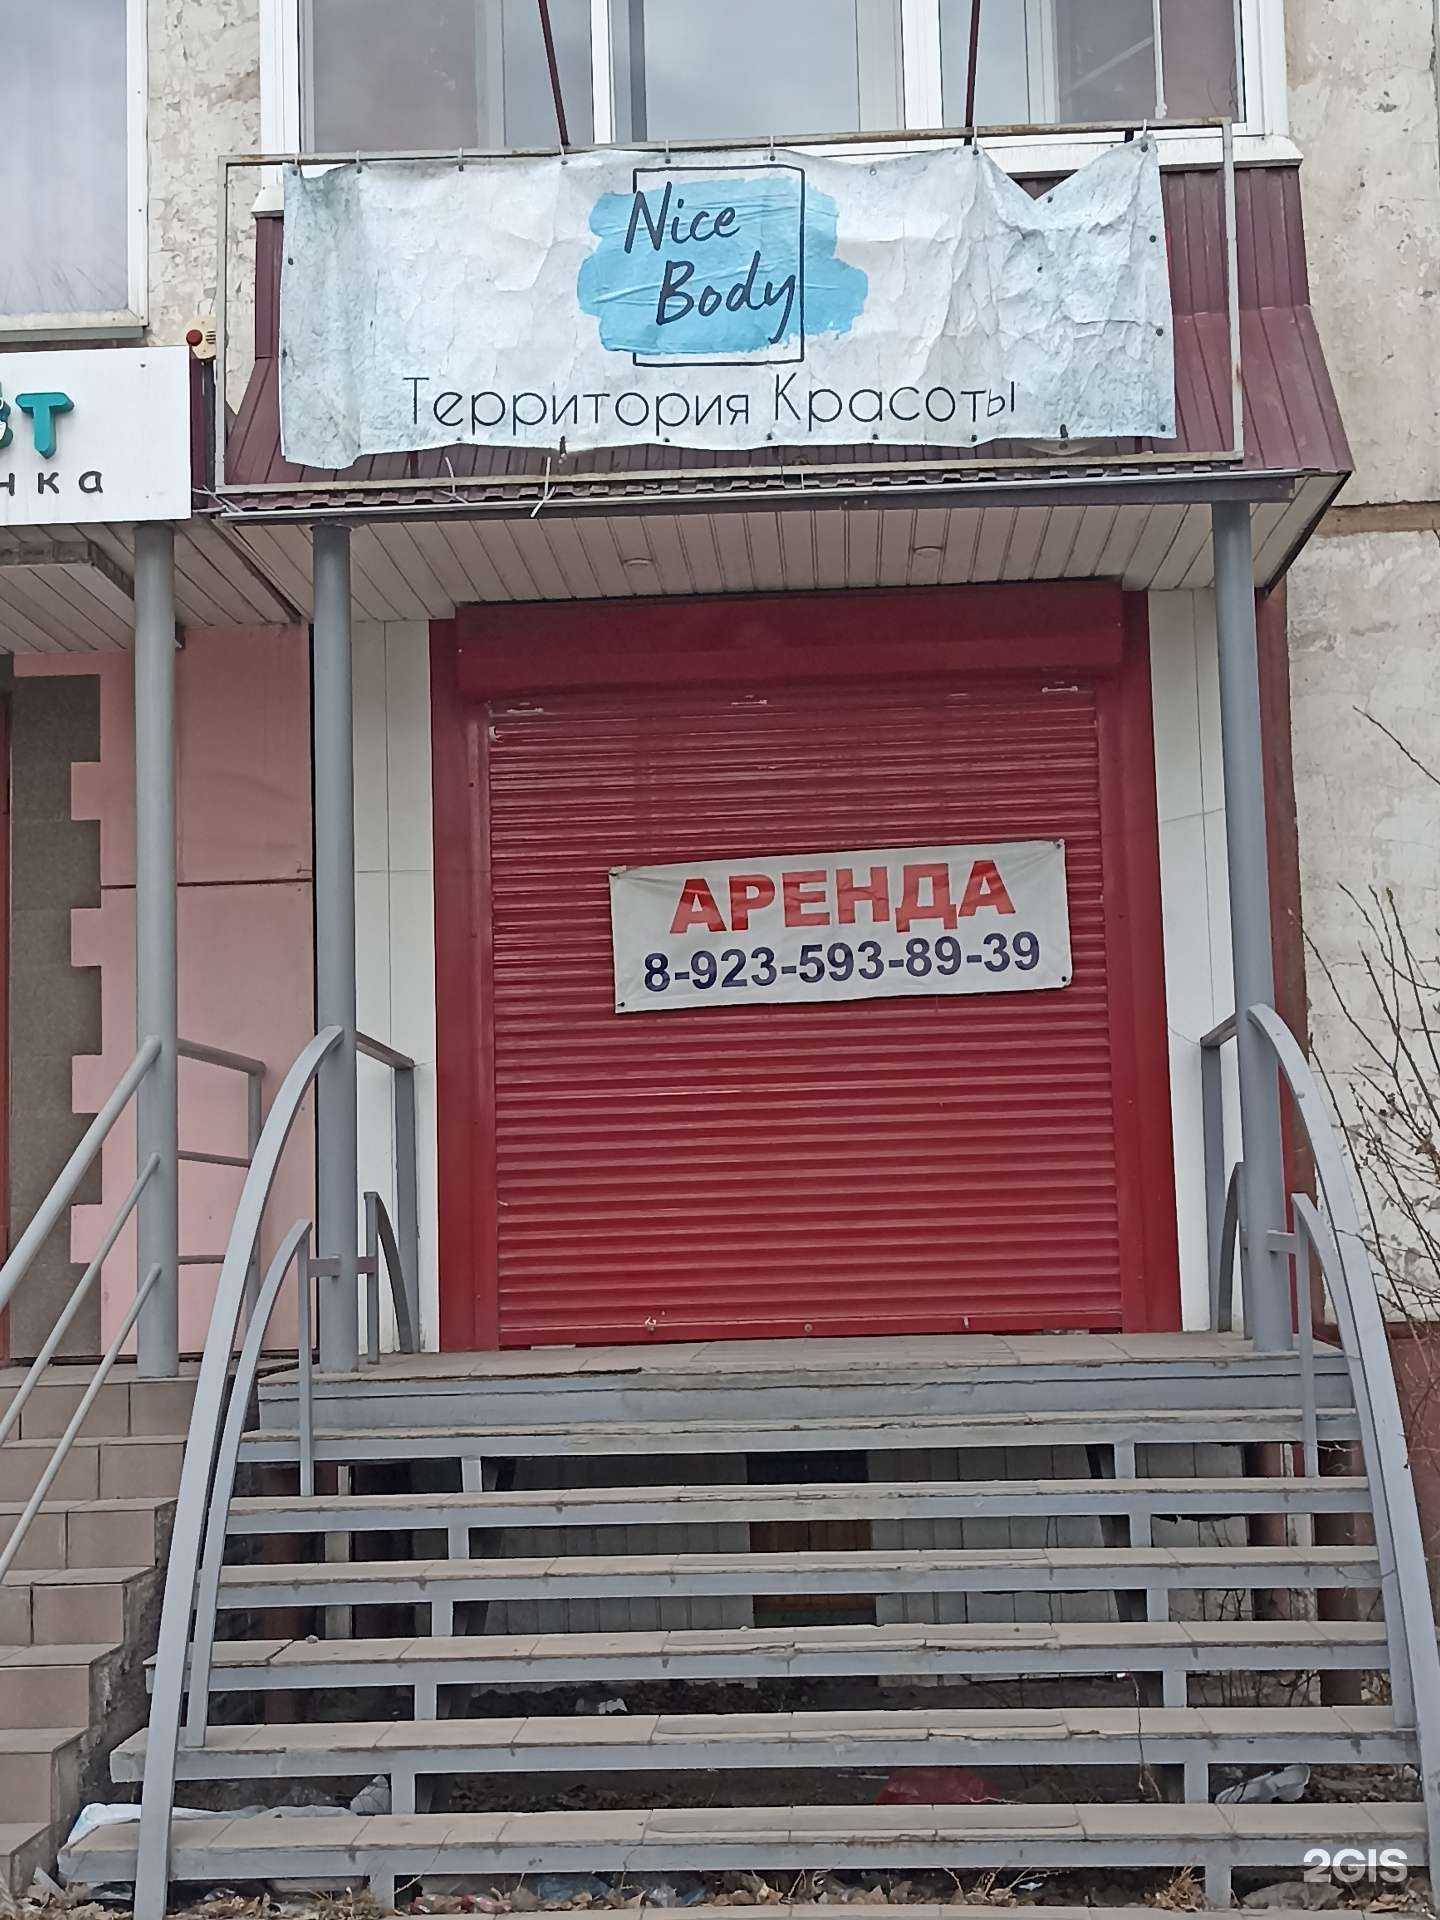 Nice
Body
Территория Красоты
АРЕНДА
8-923-593-89-39
2GIS